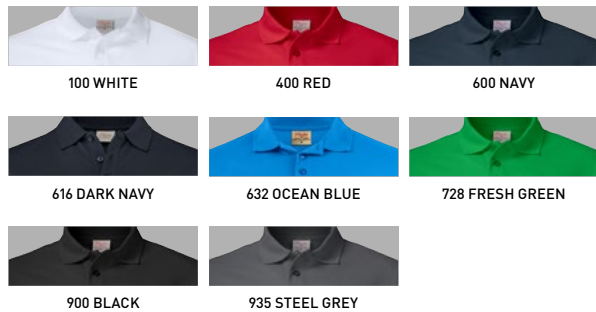 100 WHITE
400 RED
600 NAVY
616 DARK NAVY
632 OCEAN BLUE
728 FRESH GREEN
900 BLACK
935 STEEL GREY